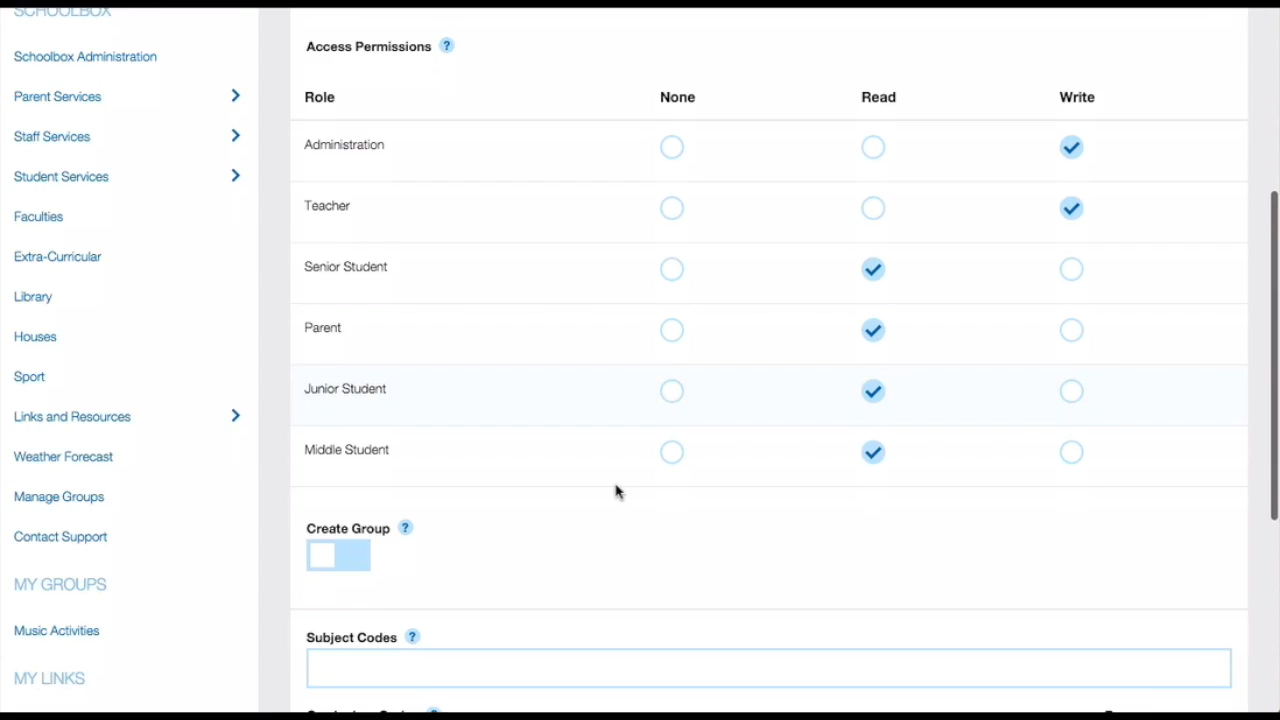 SCHOOLBOX
Schoolbox Administration
Parent Services
Staff Services
Student Services
Faculties
Extra-Curricular
Library
Houses
Sport
Links and Resources
Weather Forecast
Manage Groups
Contact Support
MY GROUPS
Music Activities
MY LINKS
Access Permissions ?
Role None Read Write
Administration
Teacher
Senior Student
Parent
Junior Student
Middle Student
Create Group ?
Subject Codes ?